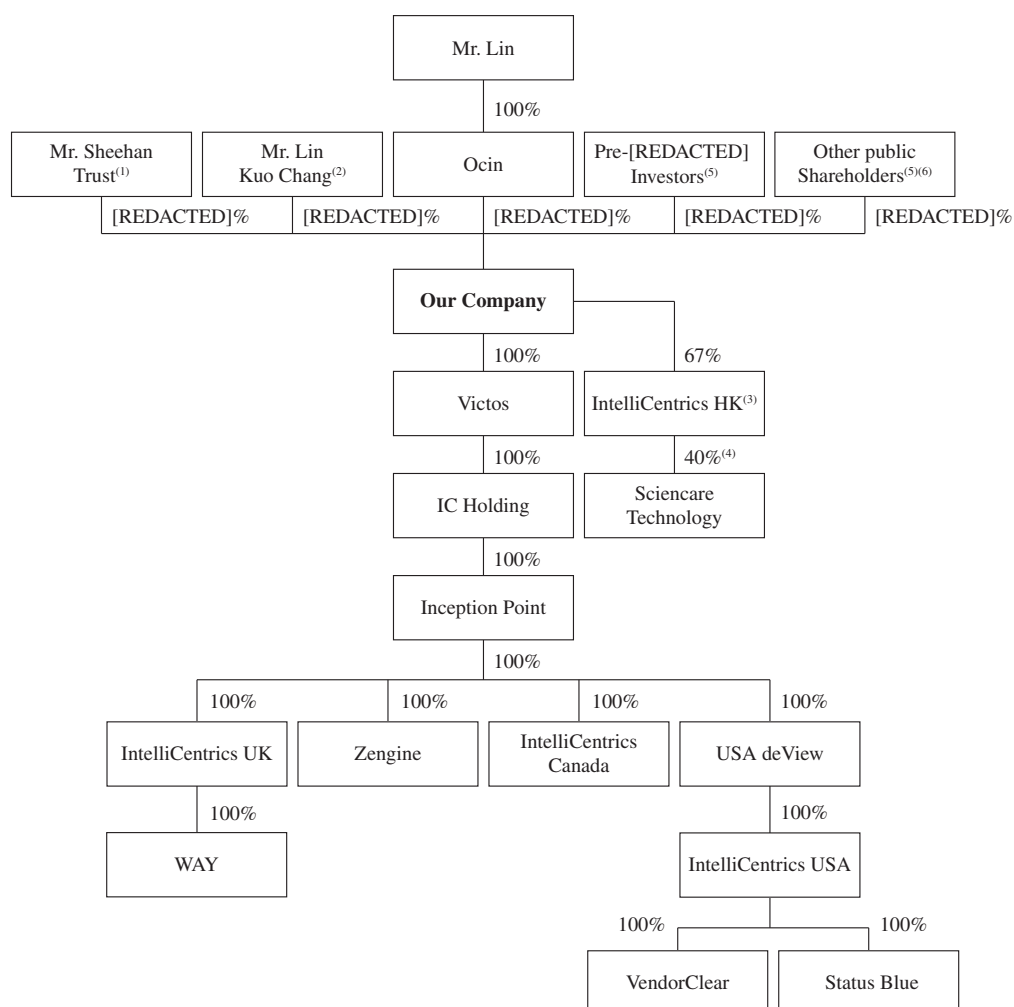 Mr. Lin
100%
Mr. Sheehan
Trust(1)
Mr. Lin
Kuo Chang(2)
Ocin
Pre-[REDACTED]
Investors(5)
Other public
Shareholders(5)(6)
[REDACTED]%
[REDACTED]%
[REDACTED]%
[REDACTED]%
[REDACTED]%
Our Company
100%
67%
Victos
IntelliCentrics HK(3)
100%
40%(4)
IC Holding
Sciencare
Technology
100%
Inception Point
100%
100%
100%
100%
100%
IntelliCentrics UK
Zengine
IntelliCentrics
Canada
USA deView
100%
100%
WAY
IntelliCentrics USA
100%
100%
VendorClear
Status Blue